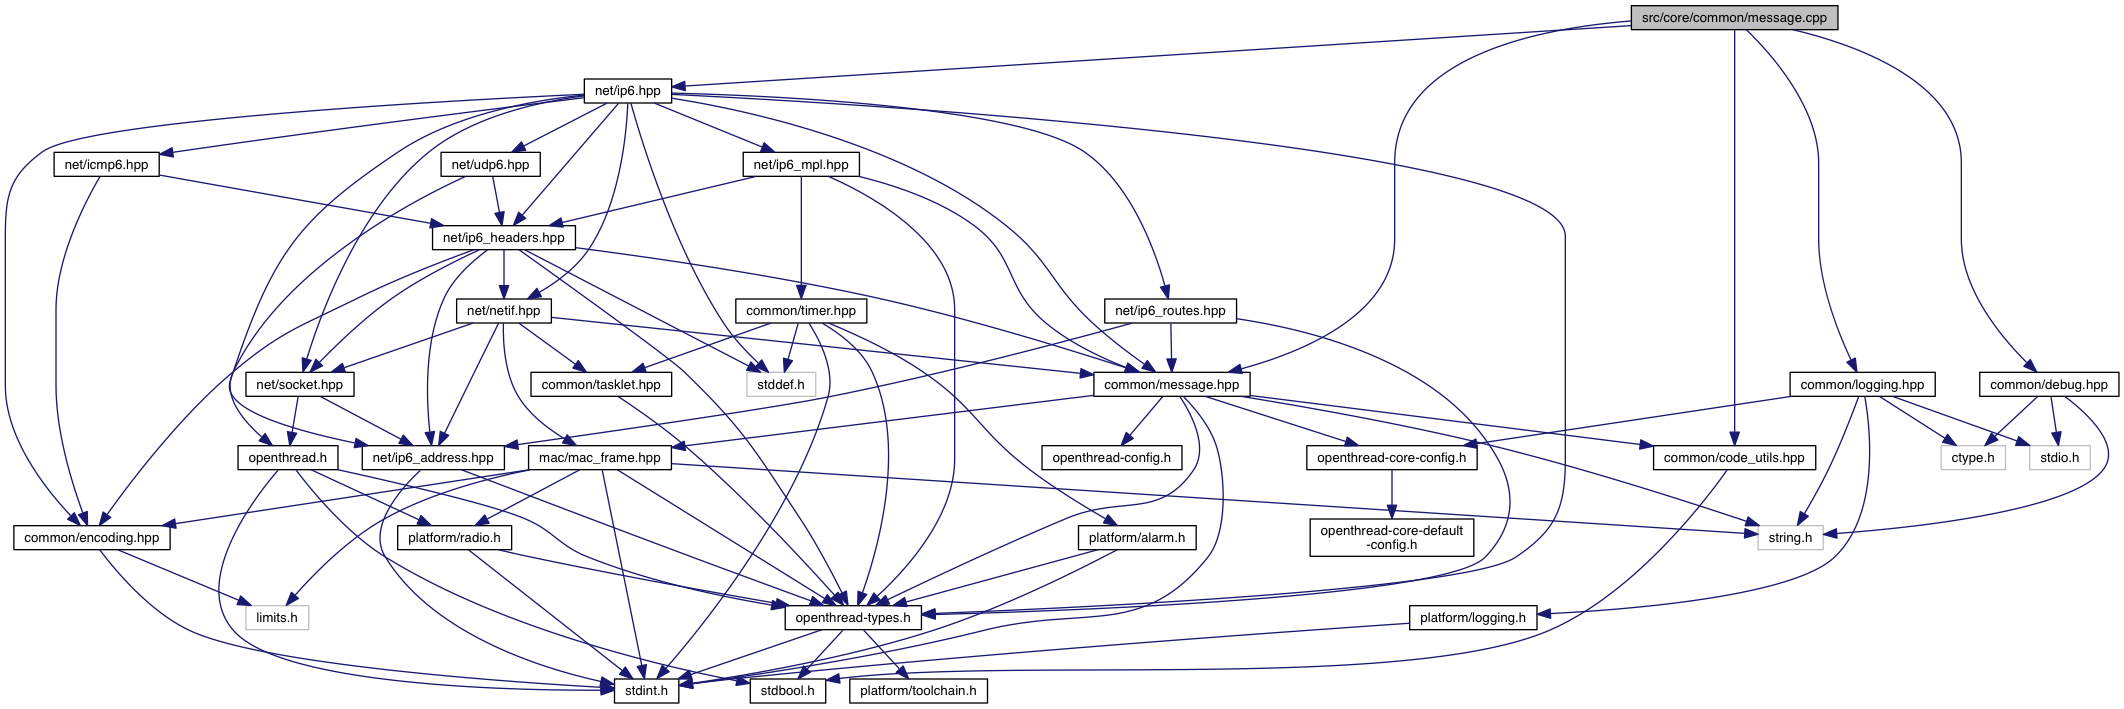 src/core/common/message.cpp
net/ip6.hpp
net/icmp6.hpp
net/udp6.hpp
net/ip6_mpl.hpp
net/ip6_headers.hpp
net/netif.hpp
common/timer.hpp
net/ip6_routes.hpp
net/socket.hpp
common/tasklet.hpp
stddef.h
common/message.hpp
common/logging.hpp
common/debug.hpp
openthread.h
net/ip6_address.hpp
mac/mac_frame.hpp
openthread-config.h
openthread-core-config.h
common/code_utils.hpp
ctype.h
stdio.h
common/encoding.hpp
platform/radio.h
platform/alarm.h
openthread-core-default
-config.h
string.h
limits.h
openthread-types.h
platform/logging.h
stdint.h
stdbool.h
platform/toolchain.h